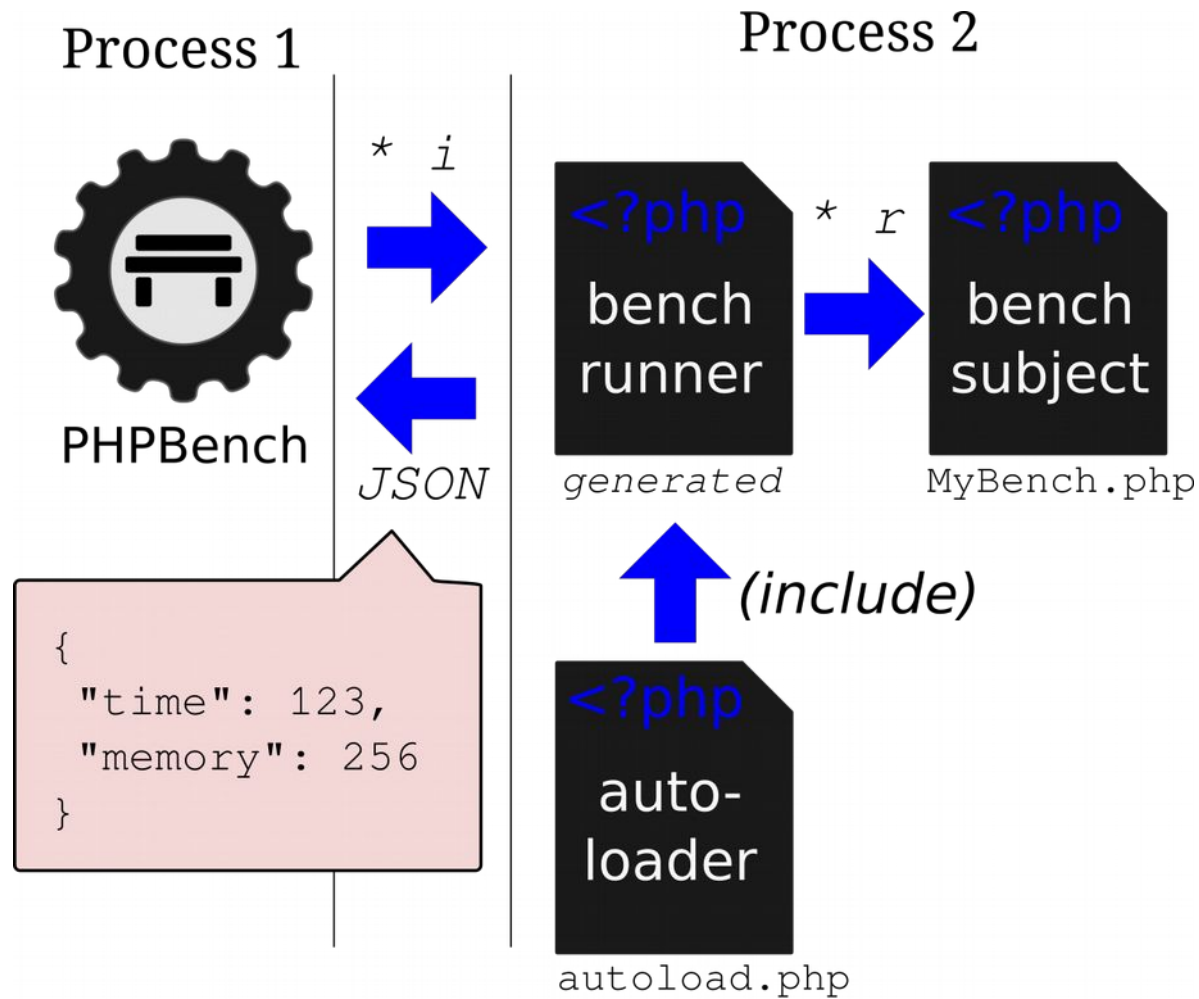 Process 1
Process 2
* i
<?php
bench
runner
generated
* r
<?php
bench
subject
MyBench.php
PHPBench
JSON
{
"time": 123,
"memory": 256
}
(include)
<?php
auto-
loader
autoload.php